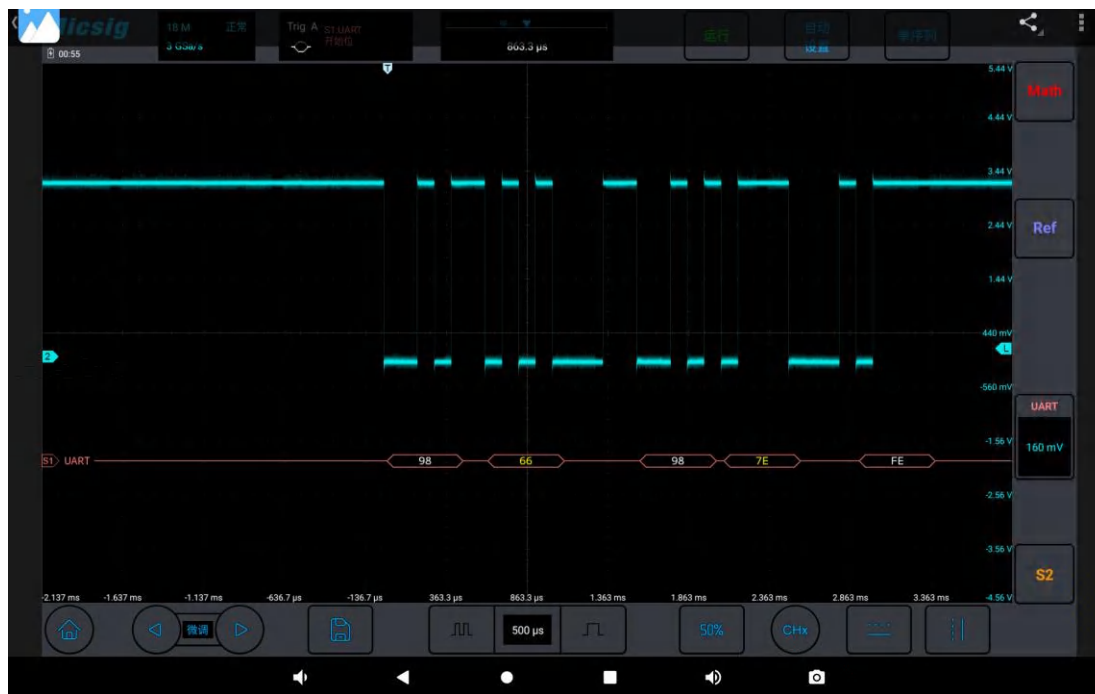 Micsig
18 M 正常
3 GSa/s
Trig A S1:UART
开始位
863.3 µs
运行
自动
设置
单序列
00:55
T
5.44 V
4.44 V
3.44 V
2.44 V
1.44 V
440 mV
-560 mV
-1.56 V
-2.56 V
-3.56 V
-4.56 V
Math
Ref
UART
160 mV
S2
2
L
S1 UART
98 66 98 7E FE
-2.137 ms -1.637 ms -1.137 ms -636.7 µs -136.7 µs 363.3 µs 863.3 µs 1.363 ms 1.863 ms 2.363 ms 2.863 ms 3.363 ms
微调
500 µs
50%
CHx